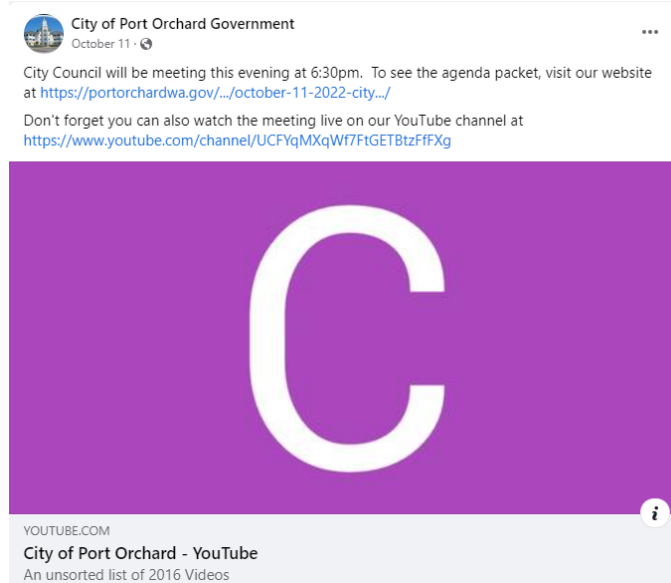 City of Port Orchard Government
October 11 ·
City Council will be meeting this evening at 6:30pm. To see the agenda packet, visit our website
at https://portorchardwa.gov/.../october-11-2022-city.../
Don't forget you can also watch the meeting live on our YouTube channel at
https://www.youtube.com/channel/UCFYqMXqWf7FtGETBtzFfFXg
C
i
YOUTUBE.COM
City of Port Orchard - YouTube
An unsorted list of 2016 Videos